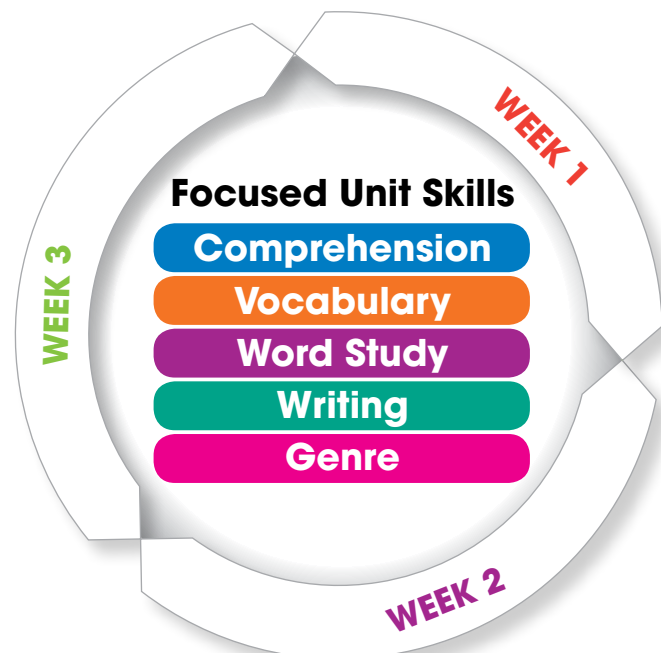 WEEK 1
Focused Unit Skills
Comprehension
Vocabulary
Word Study
Writing
Genre
WEEK 3
WEEK 2